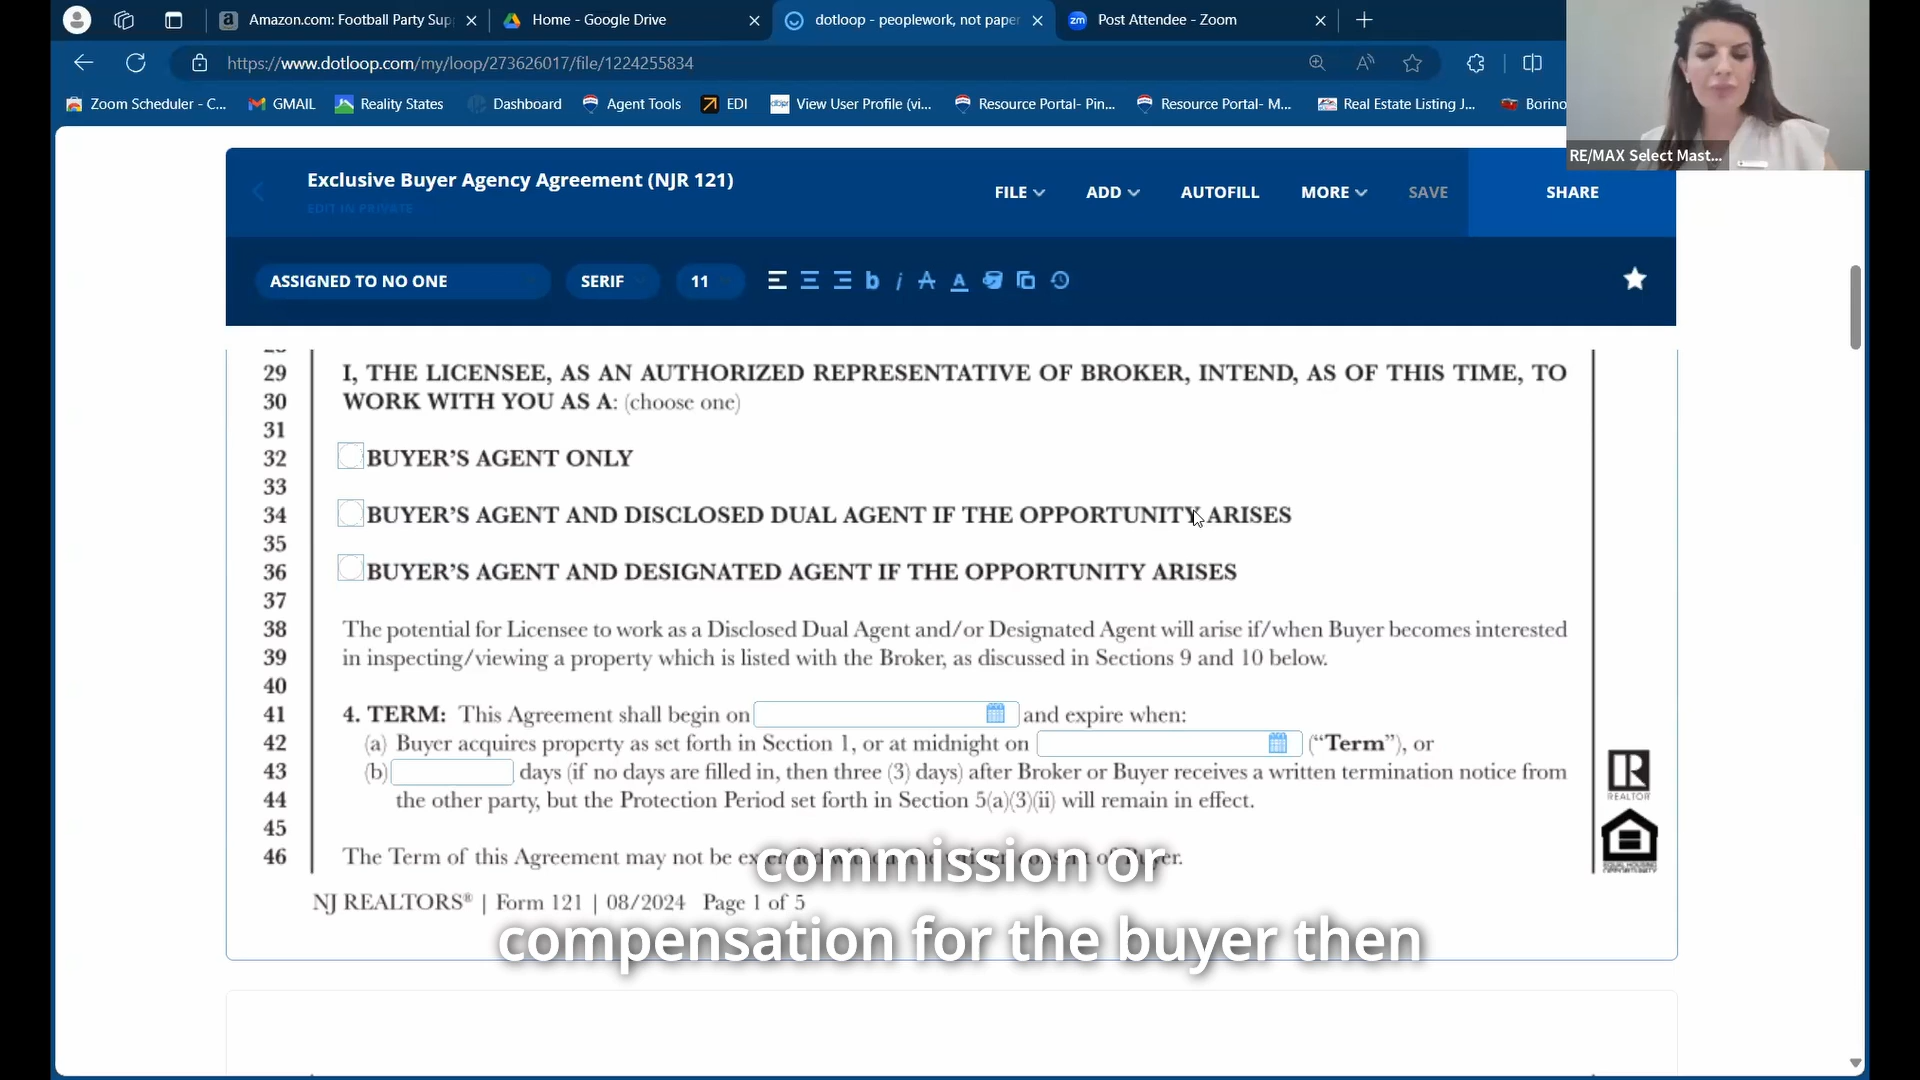 Amazon.com: Football Party Sup
Home - Google Drive
dotloop - peoplework, not paper
zm Post Attendee - Zoom
https://www.dotloop.com/my/loop/273626017/file/1224255834
Zoom Scheduler - C...
GMAIL
Reality States
Dashboard
Agent Tools
EDI
View User Profile (vi...
Resource Portal- Pin...
Resource Portal- M...
Real Estate Listing J...
Borino
RE/MAX Select Mast...
Exclusive Buyer Agency Agreement (NJR 121)
EDIT IN PRIVATE
FILE ADD AUTOFILL MORE SAVE SHARE
ASSIGNED TO NO ONE SERIF 11
29 I, THE LICENSEE, AS AN AUTHORIZED REPRESENTATIVE OF BROKER, INTEND, AS OF THIS TIME, TO
30 WORK WITH YOU AS A: (choose one)
31
32 BUYER’S AGENT ONLY
33
34 BUYER’S AGENT AND DISCLOSED DUAL AGENT IF THE OPPORTUNITY ARISES
35
36 BUYER’S AGENT AND DESIGNATED AGENT IF THE OPPORTUNITY ARISES
37
38 The potential for Licensee to work as a Disclosed Dual Agent and/or Designated Agent will arise if/when Buyer becomes interested
39 in inspecting/viewing a property which is listed with the Broker, as discussed in Sections 9 and 10 below.
40
41 4. TERM: This Agreement shall begin on and expire when:
42 (a) Buyer acquires property as set forth in Section 1, or at midnight on (“Term”), or
43 (b) days (if no days are filled in, then three (3) days) after Broker or Buyer receives a written termination notice from
44 the other party, but the Protection Period set forth in Section 5(a)(3)(ii) will remain in effect.
45
46 The Term of this Agreement may not be of Buyer.
NJ REALTORS® | Form 121 | 08/2024 Page 1 of 5
REALTOR
EQUAL HOUSING
OPPORTUNITY
commission or
compensation for the buyer then